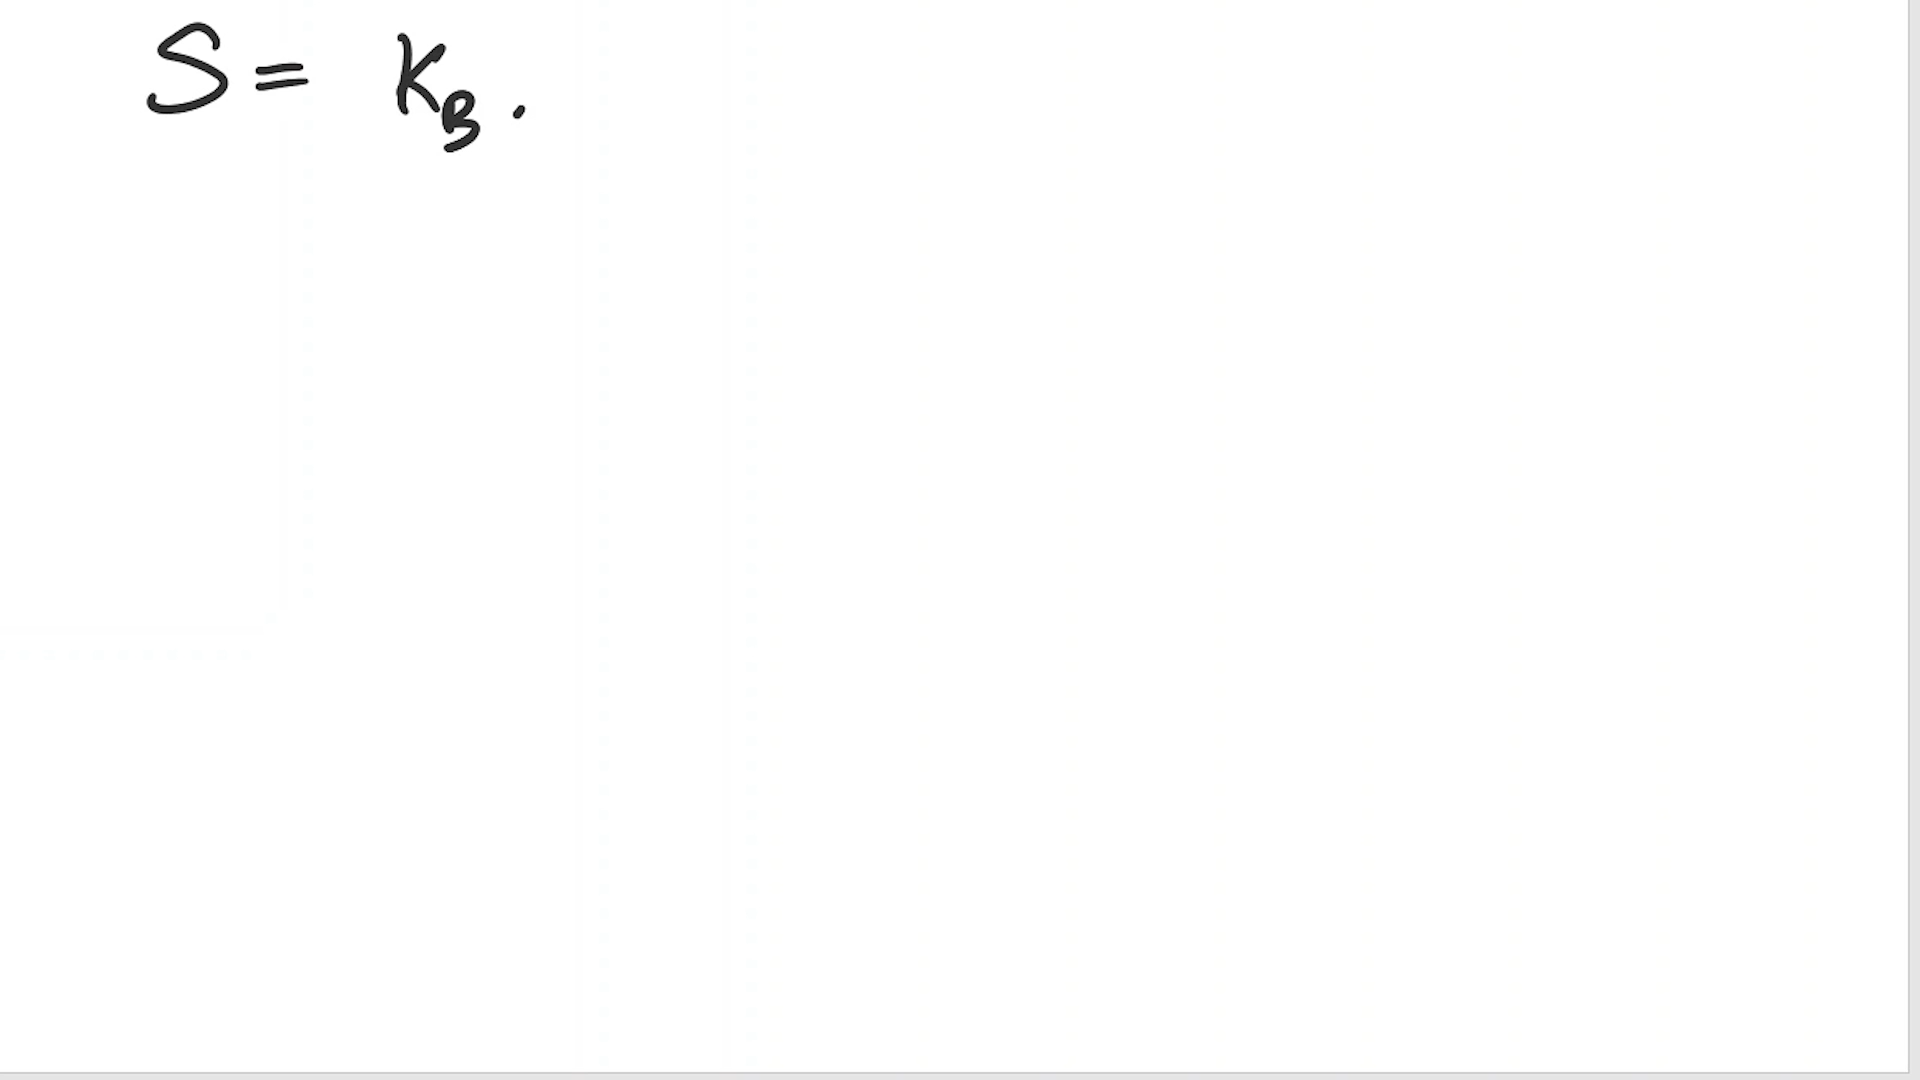 S = K_B .